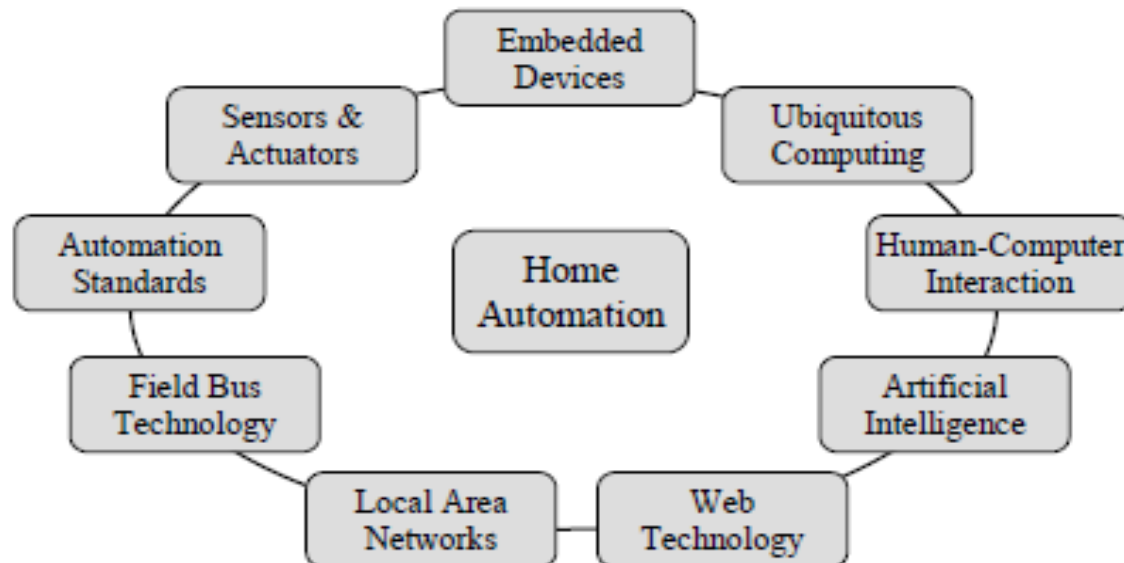 Embedded
Devices
Sensors &
Actuators
Ubiquitous
Computing
Automation
Standards
Home
Automation
Human-Computer
Interaction
Field Bus
Technology
Artificial
Intelligence
Local Area
Networks
Web
Technology